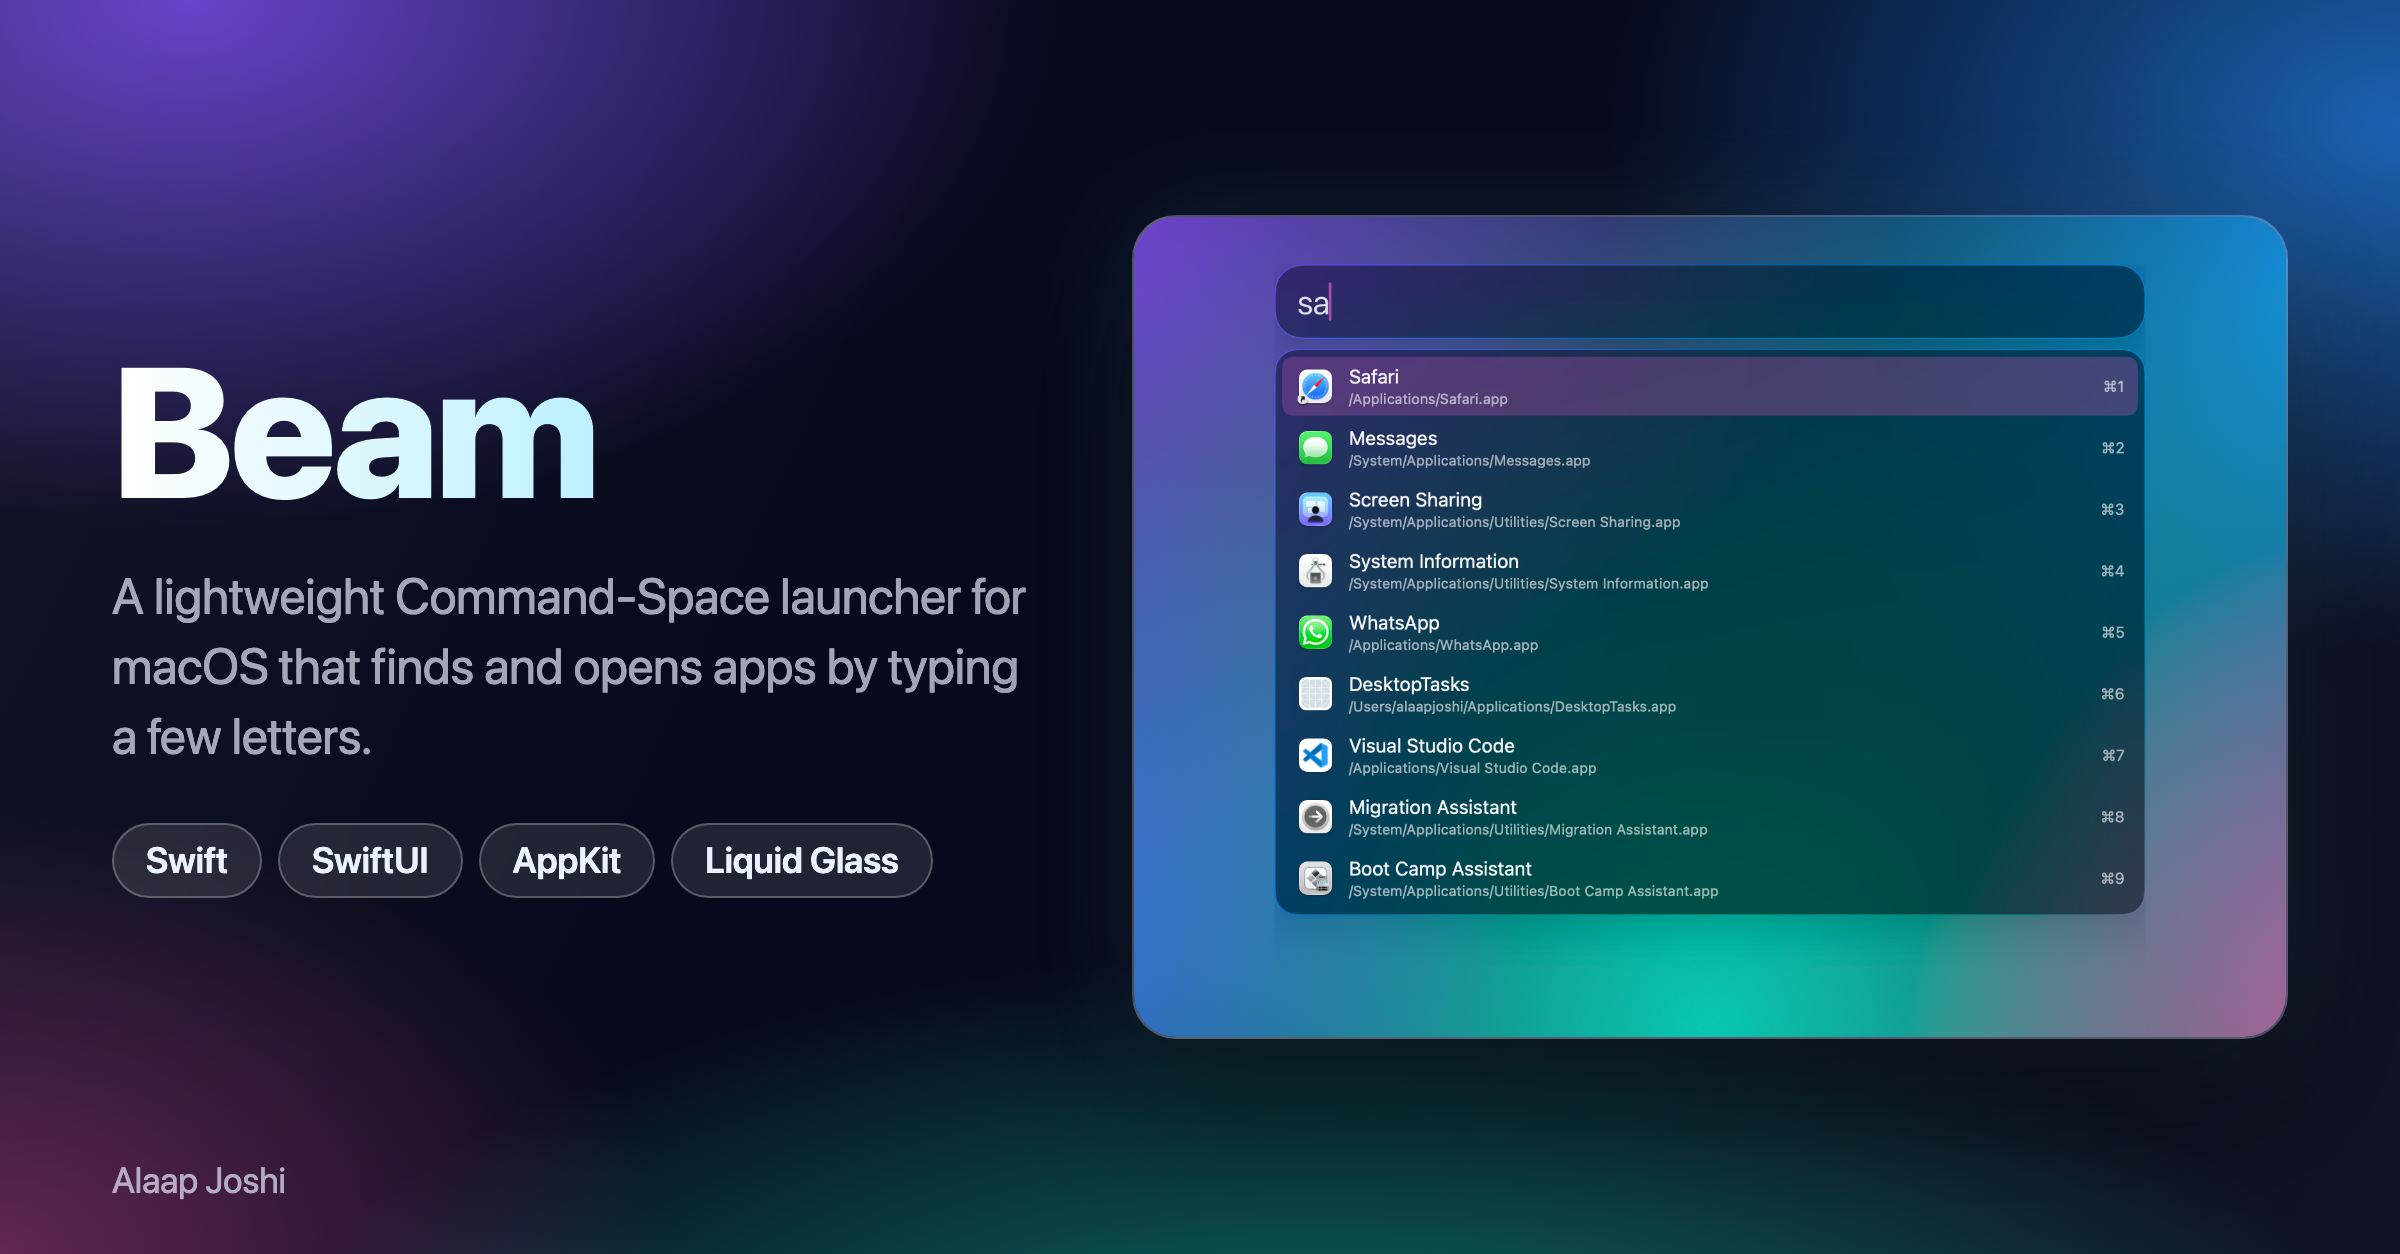 Beam
A lightweight Command-Space launcher for
macOS that finds and opens apps by typing
a few letters.
Swift
SwiftUI
AppKit
Liquid Glass
Alaap Joshi
sa
Safari
/Applications/Safari.app
⌘1
Messages
/System/Applications/Messages.app
⌘2
Screen Sharing
/System/Applications/Utilities/Screen Sharing.app
⌘3
System Information
/System/Applications/Utilities/System Information.app
⌘4
WhatsApp
/Applications/WhatsApp.app
⌘5
DesktopTasks
/Users/alaapjoshi/Applications/DesktopTasks.app
⌘6
Visual Studio Code
/Applications/Visual Studio Code.app
⌘7
Migration Assistant
/System/Applications/Utilities/Migration Assistant.app
⌘8
Boot Camp Assistant
/System/Applications/Utilities/Boot Camp Assistant.app
⌘9